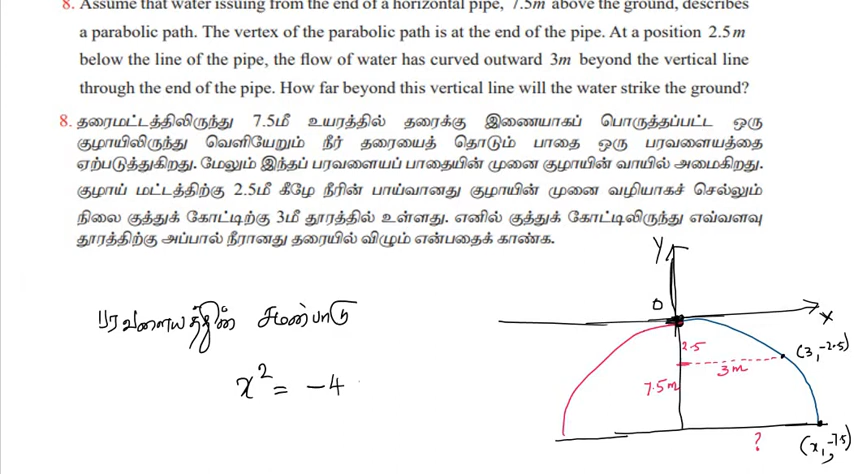 8. Assume that water issuing from the end of a horizontal pipe, 7.5m above the ground, describes
a parabolic path. The vertex of the parabolic path is at the end of the pipe. At a position 2.5m
below the line of the pipe, the flow of water has curved outward 3m beyond the vertical line
through the end of the pipe. How far beyond this vertical line will the water strike the ground?
8. தரைமட்டத்திலிருந்து 7.5மீ உயரத்தில் தரைக்கு இணையாகப் பொருத்தப்பட்ட ஒரு
குழாயிலிருந்து வெளியேறும் நீர் தரையைத் தொடும் பாதை ஒரு பரவளையத்தை
ஏற்படுத்துகிறது. மேலும் இந்தப் பரவளையப் பாதையின் முனை குழாயின் வாயில் அமைகிறது.
குழாய் மட்டத்திற்கு 2.5மீ கீழே நீரின் பாய்வானது குழாயின் முனை வழியாகச் செல்லும்
நிலை குத்துக் கோட்டிற்கு 3மீ தூரத்தில் உள்ளது. எனில் குத்துக் கோட்டிலிருந்து எவ்வளவு
தூரத்திற்கு அப்பால் நீரானது தரையில் விழும் என்பதைக் காண்க.
Y
O
X
பரவளையத்தின் சமன்பாடு
2.5
(3,-2.5)
3m
x² = -4
7.5m
?
(x₁,-7.5)